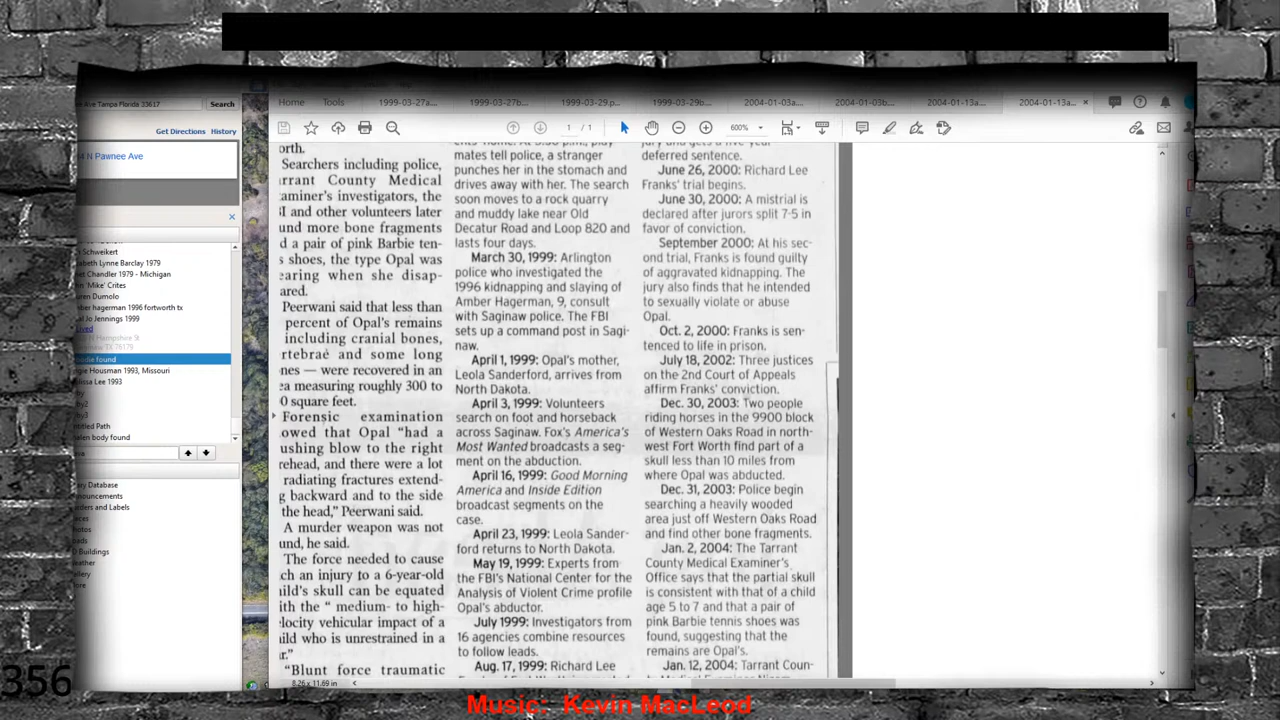 Ave Tampa Florida 33617
Search
Get Directions History
N Pawnee Ave
Schweikert
Lynne Barclay 1979
Chandler 1979 - Michigan
'Mike' Crites
Dumolo
hagerman 1996 fortworth tx
Jo Jennings 1999
N Hampshire St
TX 76179
found
Houson 1993, Missouri
Lee 1993
Path
body found
Database
and Labels
Buildings
Home
Tools
1999-03-27a...
1999-03-27b...
1999-03-29.p...
1999-03-29b...
2004-01-03a...
2004-01-03b...
2004-01-13a...
2004-01-13a...
×
1 / 1
600%
orth.
Searchers including police,
rrant County Medical
aminer's investigators, the
I and other volunteers later
und more bone fragments
d a pair of pink Barbie ten-
s shoes, the type Opal was
earing when she disap-
ared.
Peerwani said that less than
percent of Opal's remains
including cranial bones,
rtebrae and some long
nes — were recovered in an
ea measuring roughly 300 to
0 square feet.
Forensic examination
owed that Opal "had a
ushing blow to the right
rehead, and there were a lot
radiating fractures extend-
g backward and to the side
the head," Peerwani said.
A murder weapon was not
und, he said.
The force needed to cause
ch an injury to a 6-year-old
ild's skull can be equated
ith the " medium- to high-
locity vehicular impact of a
ild who is unrestrained in a
r."
"Blunt force traumatic
mates tell police, a stranger
punches her in the stomach and
drives away with her. The search
soon moves to a rock quarry
and muddy lake near Old
Decatur Road and Loop 820 and
lasts four days.
March 30, 1999: Arlington
police who investigated the
1996 kidnapping and slaying of
Amber Hagerman, 9, consult
with Saginaw police. The FBI
sets up a command post in Sagi-
naw.
April 1, 1999: Opal's mother,
Leola Sanderford, arrives from
North Dakota.
April 3, 1999: Volunteers
search on foot and horseback
across Saginaw. Fox's America's
Most Wanted broadcasts a seg-
ment on the abduction.
April 16, 1999: Good Morning
America and Inside Edition
broadcast segments on the
case.
April 23, 1999: Leola Sander-
ford returns to North Dakota.
May 19, 1999: Experts from
the FBI's National Center for the
Analysis of Violent Crime profile
Opal's abductor.
July 1999: Investigators from
16 agencies combine resources
to follow leads.
Aug. 17, 1999: Richard Lee
deferred sentence.
June 26, 2000: Richard Lee
Franks' trial begins.
June 30, 2000: A mistrial is
declared after jurors split 7-5 in
favor of conviction.
September 2000: At his sec-
ond trial, Franks is found guilty
of aggravated kidnapping. The
jury also finds that he intended
to sexually violate or abuse
Opal.
Oct. 2, 2000: Franks is sen-
tenced to life in prison.
July 18, 2002: Three justices
on the 2nd Court of Appeals
affirm Franks' conviction.
Dec. 30, 2003: Two people
riding horses in the 9900 block
of Western Oaks Road in north-
west Fort Worth find part of a
skull less than 10 miles from
where Opal was abducted.
Dec. 31, 2003: Police begin
searching a heavily wooded
area just off Western Oaks Road
and find other bone fragments.
Jan. 2, 2004: The Tarrant
County Medical Examiner's
Office says that the partial skull
is consistent with that of a child
age 5 to 7 and that a pair of
pink Barbie tennis shoes was
found, suggesting that the
remains are Opal's.
Jan. 12, 2004: Tarrant Coun-
8.26 x 11.69 in
356
Music: Kevin MacLeod